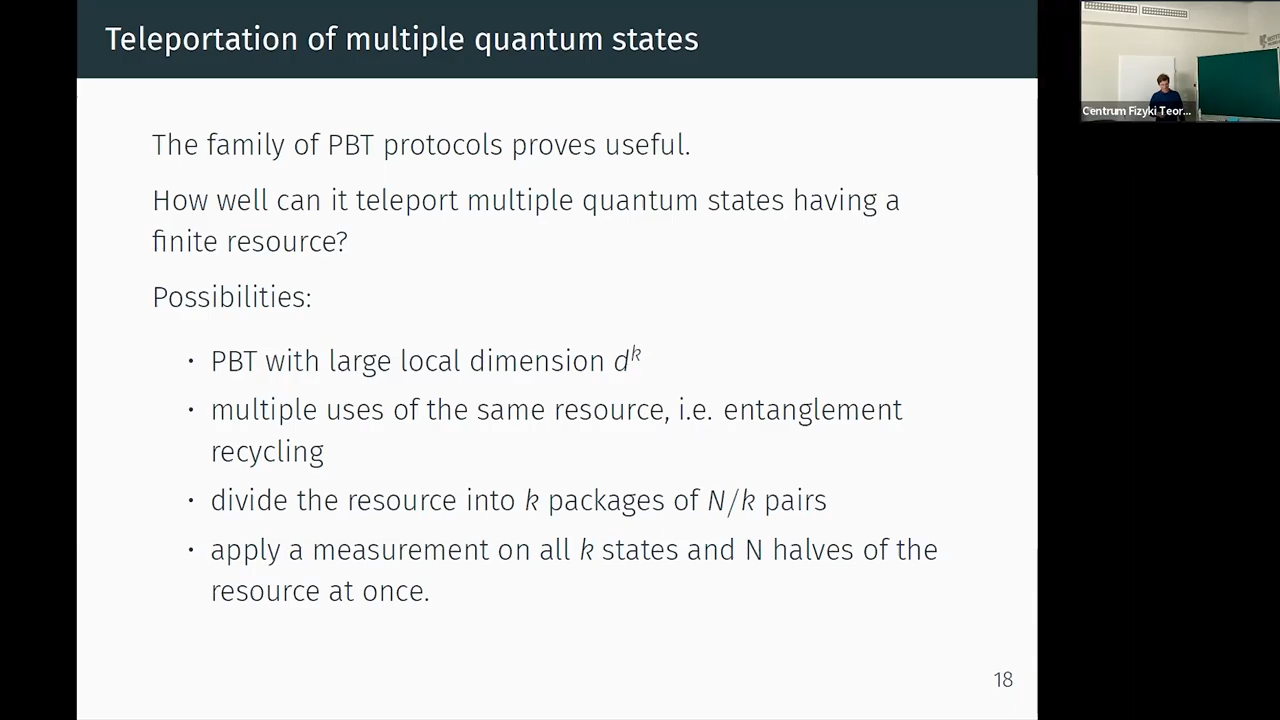 Teleportation of multiple quantum states
Centrum Fizyki Teor...
The family of PBT protocols proves useful.
How well can it teleport multiple quantum states having a
finite resource?
Possibilities:
· PBT with large local dimension d^k
· multiple uses of the same resource, i.e. entanglement
recycling
· divide the resource into k packages of N/k pairs
· apply a measurement on all k states and N halves of the
resource at once.
18